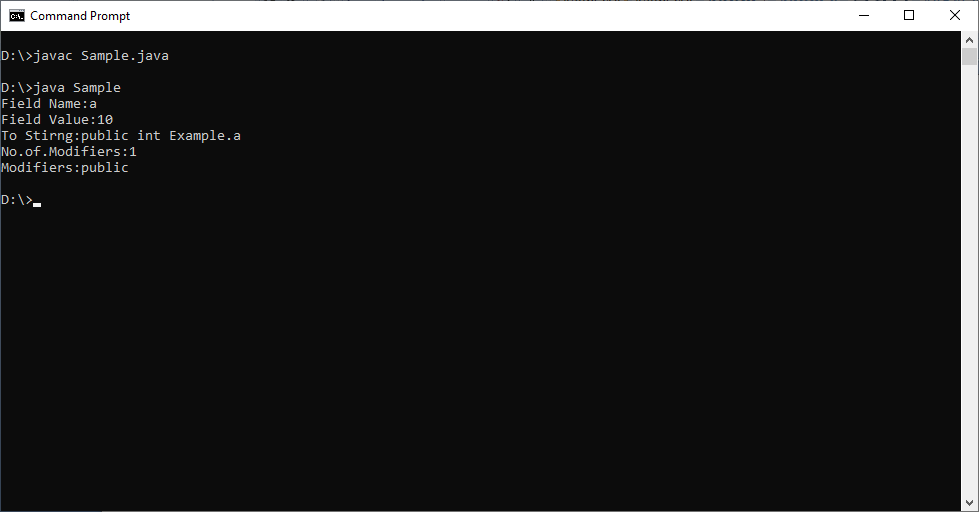 Command Prompt
D:\>javac Sample.java
D:\>java Sample
Field Name:a
Field Value:10
To Stirng:public int Example.a
No.of.Modifiers:1
Modifiers:public
D:\>